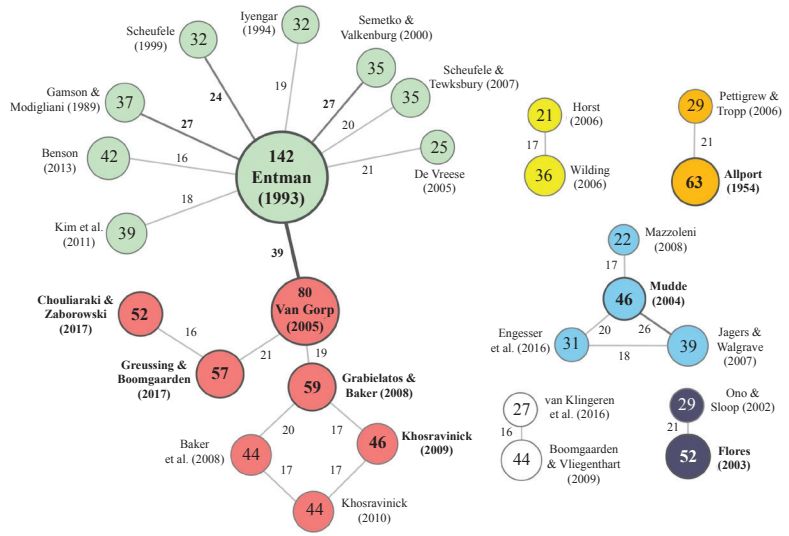 Iyengar
(1994)
32
Scheufele
(1999)
32
Semetko &
Valkenburg
(2000)
35
Scheufele &
Tewksbury
(2007)
35
Gamson &
Modigliani (1989)
37
Benson
(2013)
42
Kim et al.
(2011)
39
25
De Vreese
(2005)
142
Entman
(1993)
24
19
27
20
21
27
16
18
39
80
Van Gorp
(2005)
Chouliaraki &
Zaborowski
(2017)
52
16
Greussing &
Boomgaarden
(2017)
57
21
19
59
Grabielatos &
Baker (2008)
20
17
Baker
et al. (2008)
44
46
Khosravinick
(2009)
17
17
44
Khosravinick
(2010)
21
Horst
(2006)
17
36
Wilding
(2006)
29
Pettigrew &
Tropp (2006)
21
63
Allport
(1954)
22
Mazzoleni
(2008)
17
46
Mudde
(2004)
20
26
Engesser
et al. (2016)
31
18
39
Jagers &
Walgrave
(2007)
27
van Klingeren
et al. (2016)
16
44
Boomgaarden
& Vliegenthart
(2009)
29
Ono &
Sloop (2002)
21
52
Flores
(2003)